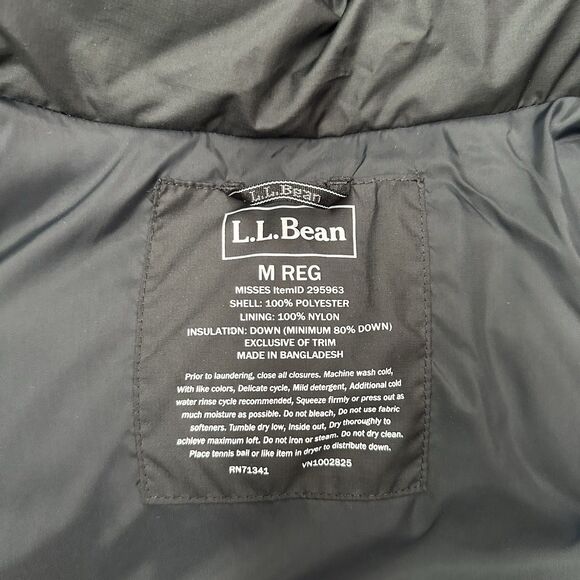 L.L.Bean
L.L.Bean
M REG
MISSES ItemID 295963
SHELL: 100% POLYESTER
LINING: 100% NYLON
INSULATION: DOWN (MINIMUM 80% DOWN)
EXCLUSIVE OF TRIM
MADE IN BANGLADESH
Prior to laundering, close all closures. Machine wash cold,
With like colors, Delicate cycle, Mild detergent, Additional cold
water rinse cycle recommended, Squeeze firmly or press out as
much moisture as possible. Do not bleach, Do not use fabric
softeners. Tumble dry low, Inside out, Dry thoroughly to
achieve maximum loft. Do not iron or steam. Do not dry clean.
Place tennis ball or like item in dryer to distribute down.
RN71341 VN1002825